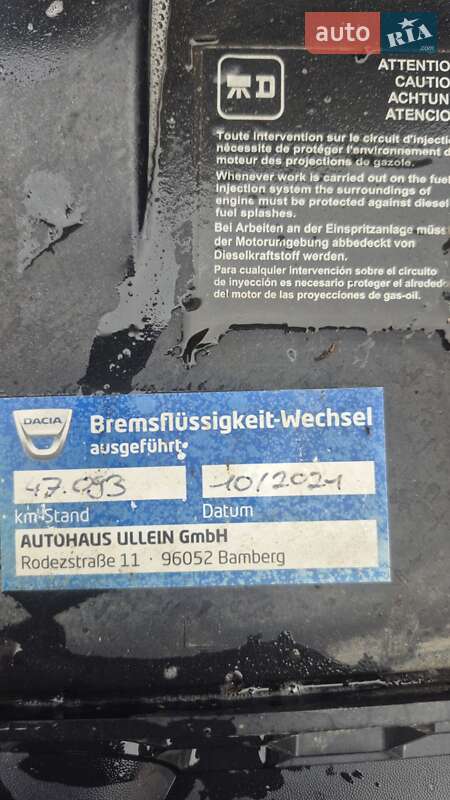 auto RIA
.com
D
ATTENTIO
CAUTIO
ACHTUN
ATENCIO
Toute intervention sur le circuit d'injecti
nécessite de protéger l'environnement d
moteur des projections de gazole.
Whenever work is carried out on the fuel
injection system the surroundings of
engine must be protected against diesel
fuel splashes.
Bei Arbeiten an der Einspritzanlage müss
der Motorumgebung abbedeckt von
Dieselkraftstoff werden.
Para cualquier intervención sobre el circuito
de inyección es necesario proteger el alrededo
del motor de las proyecciones de gas-oil.
DACIA
Bremsflüssigkeit-Wechsel
ausgeführt:
47.093 10/2021
km-Stand Datum
AUTOHAUS ULLEIN GmbH
Rodezstraße 11 · 96052 Bamberg